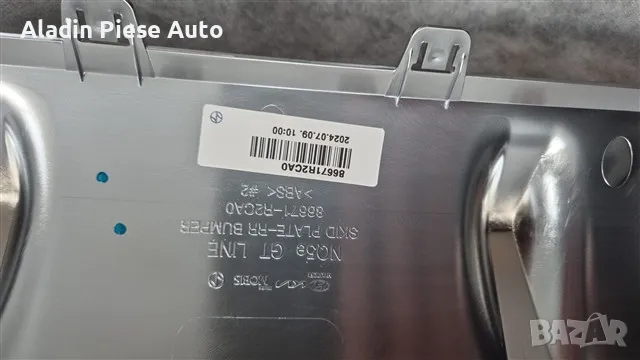 Aladin Piese Auto
2024.07.09. 10:00
86671R2CA0
NQ5e GT LINE
SKID PLATE-RR BUMPER
86671-R2CA0
>ABS< #2
MOBIS
BAZAR
bg